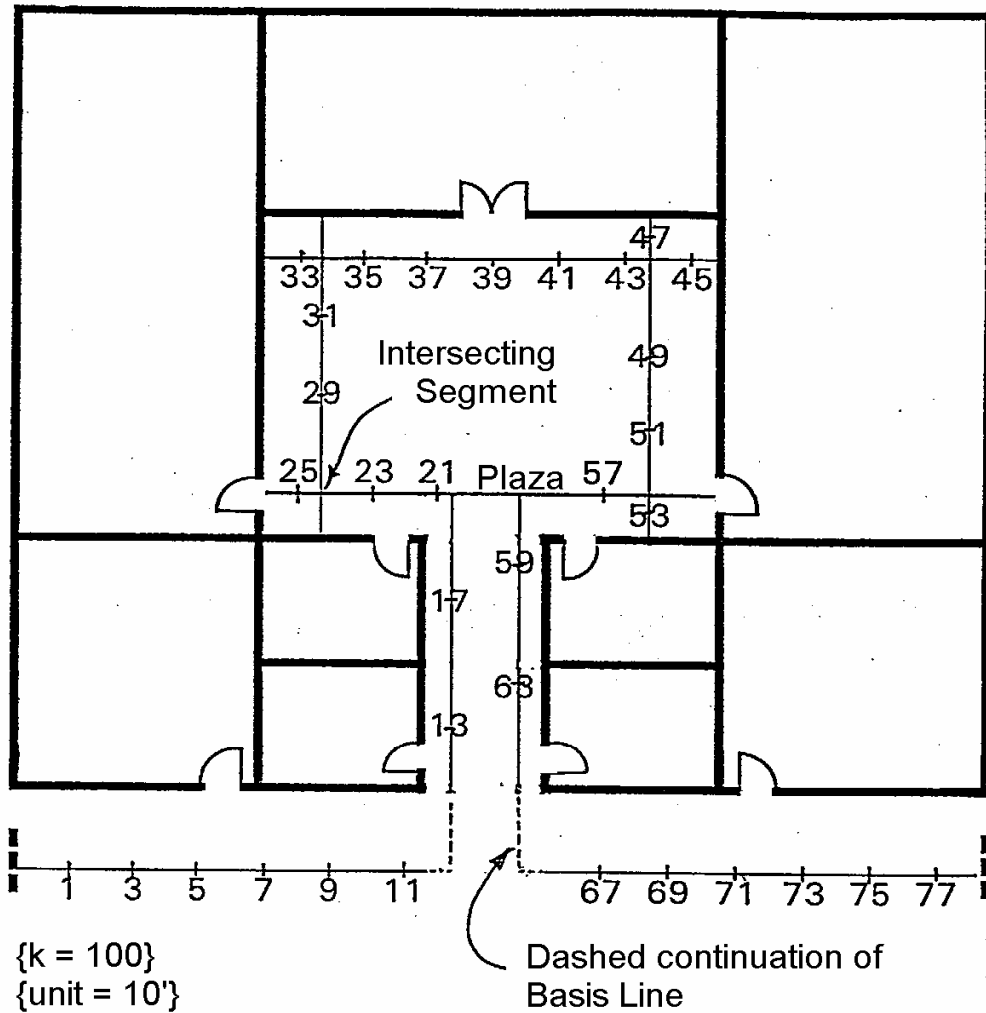 47
33 35 37 39 41 43 45
31
Intersecting
Segment
49
29
51
25 23 21 Plaza 57
53
59
17
63
13
1 3 5 7 9 11 67 69 71 73 75 77
{k = 100}
{unit = 10'}
Dashed continuation of
Basis Line